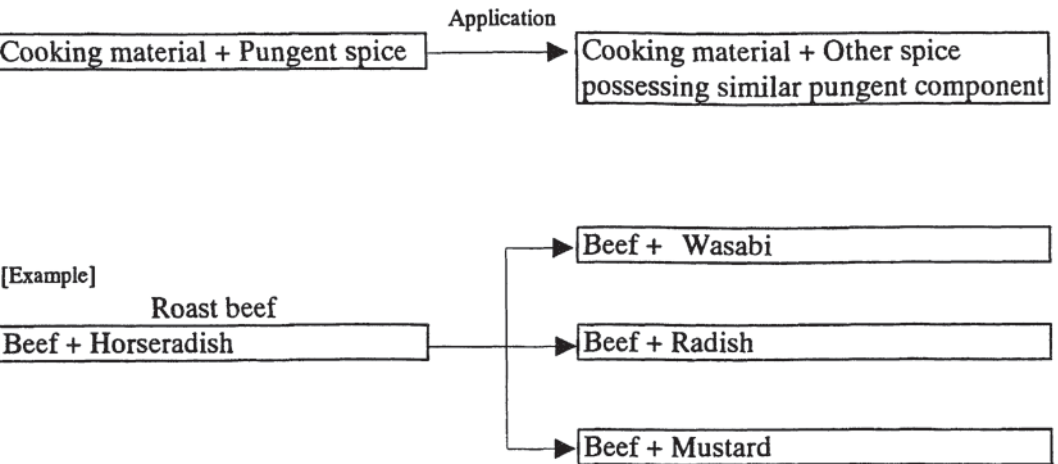 Application
Cooking material + Pungent spice
Cooking material + Other spice
possessing similar pungent component
[Example]
Roast beef
Beef + Horseradish
Beef + Wasabi
Beef + Radish
Beef + Mustard